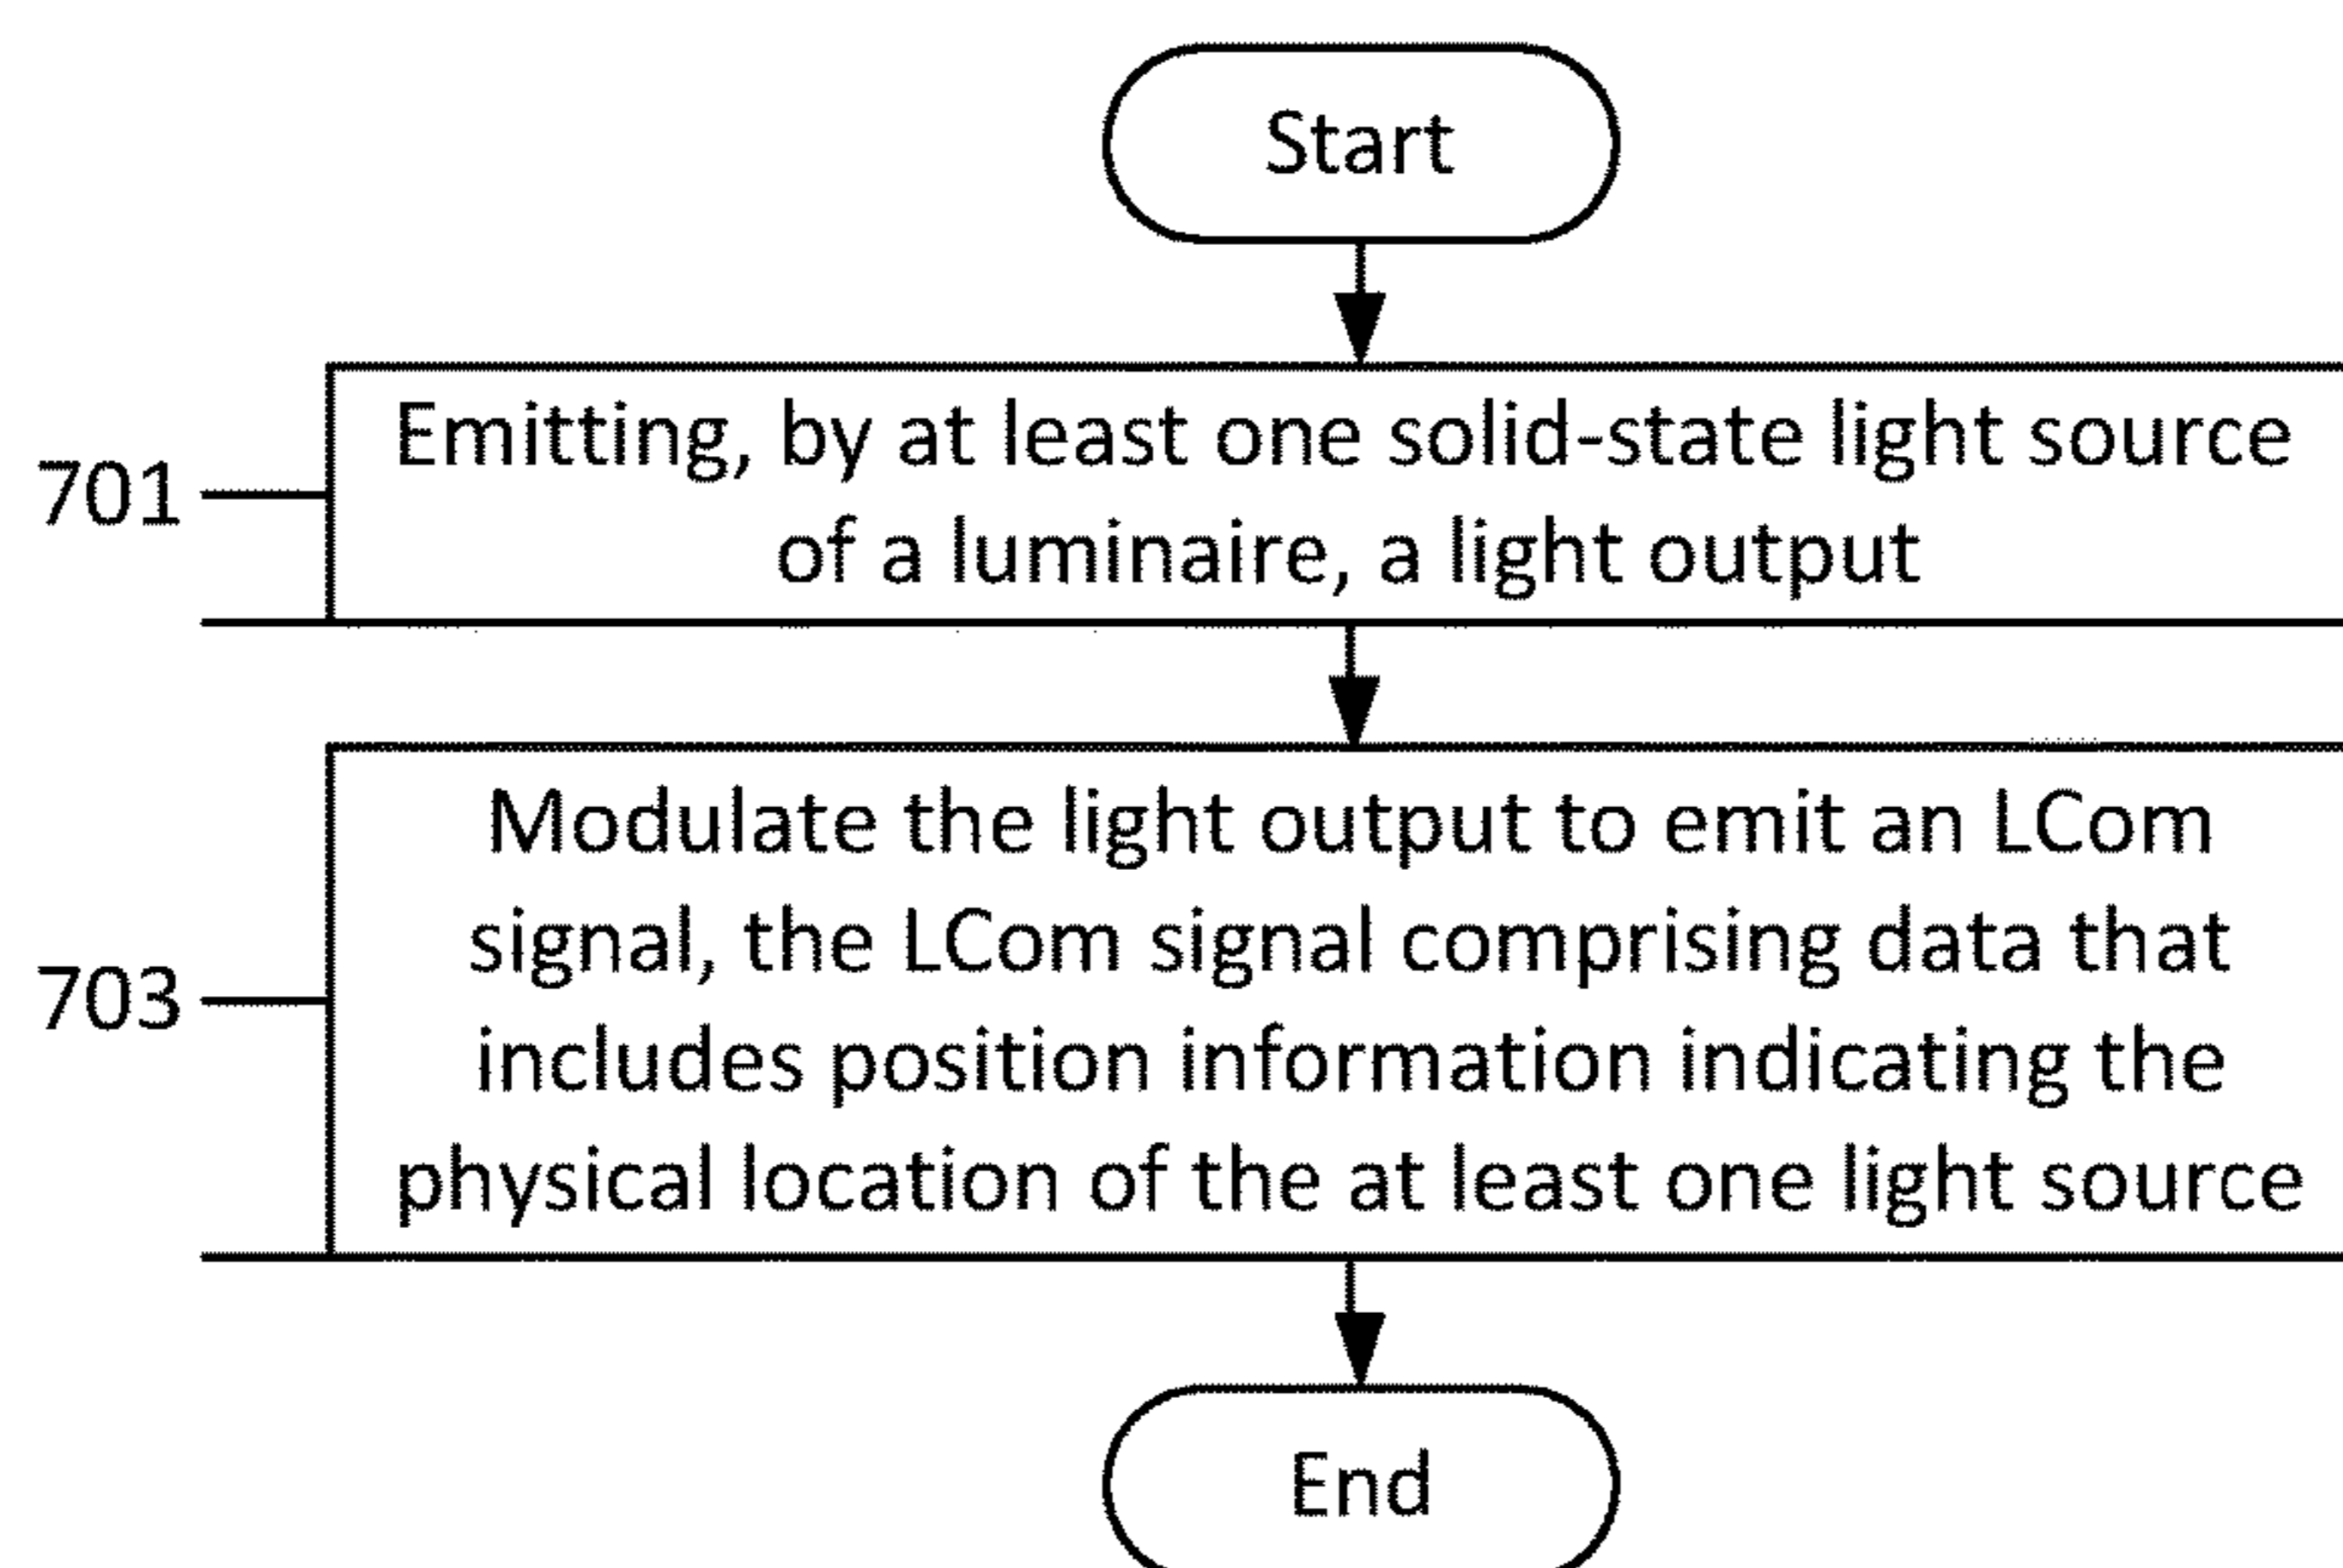 Start
701
Emitting, by at least one solid-state light source
of a luminaire, a light output
703
Modulate the light output to emit an LCom
signal, the LCom signal comprising data that
includes position information indicating the
physical location of the at least one light source
End